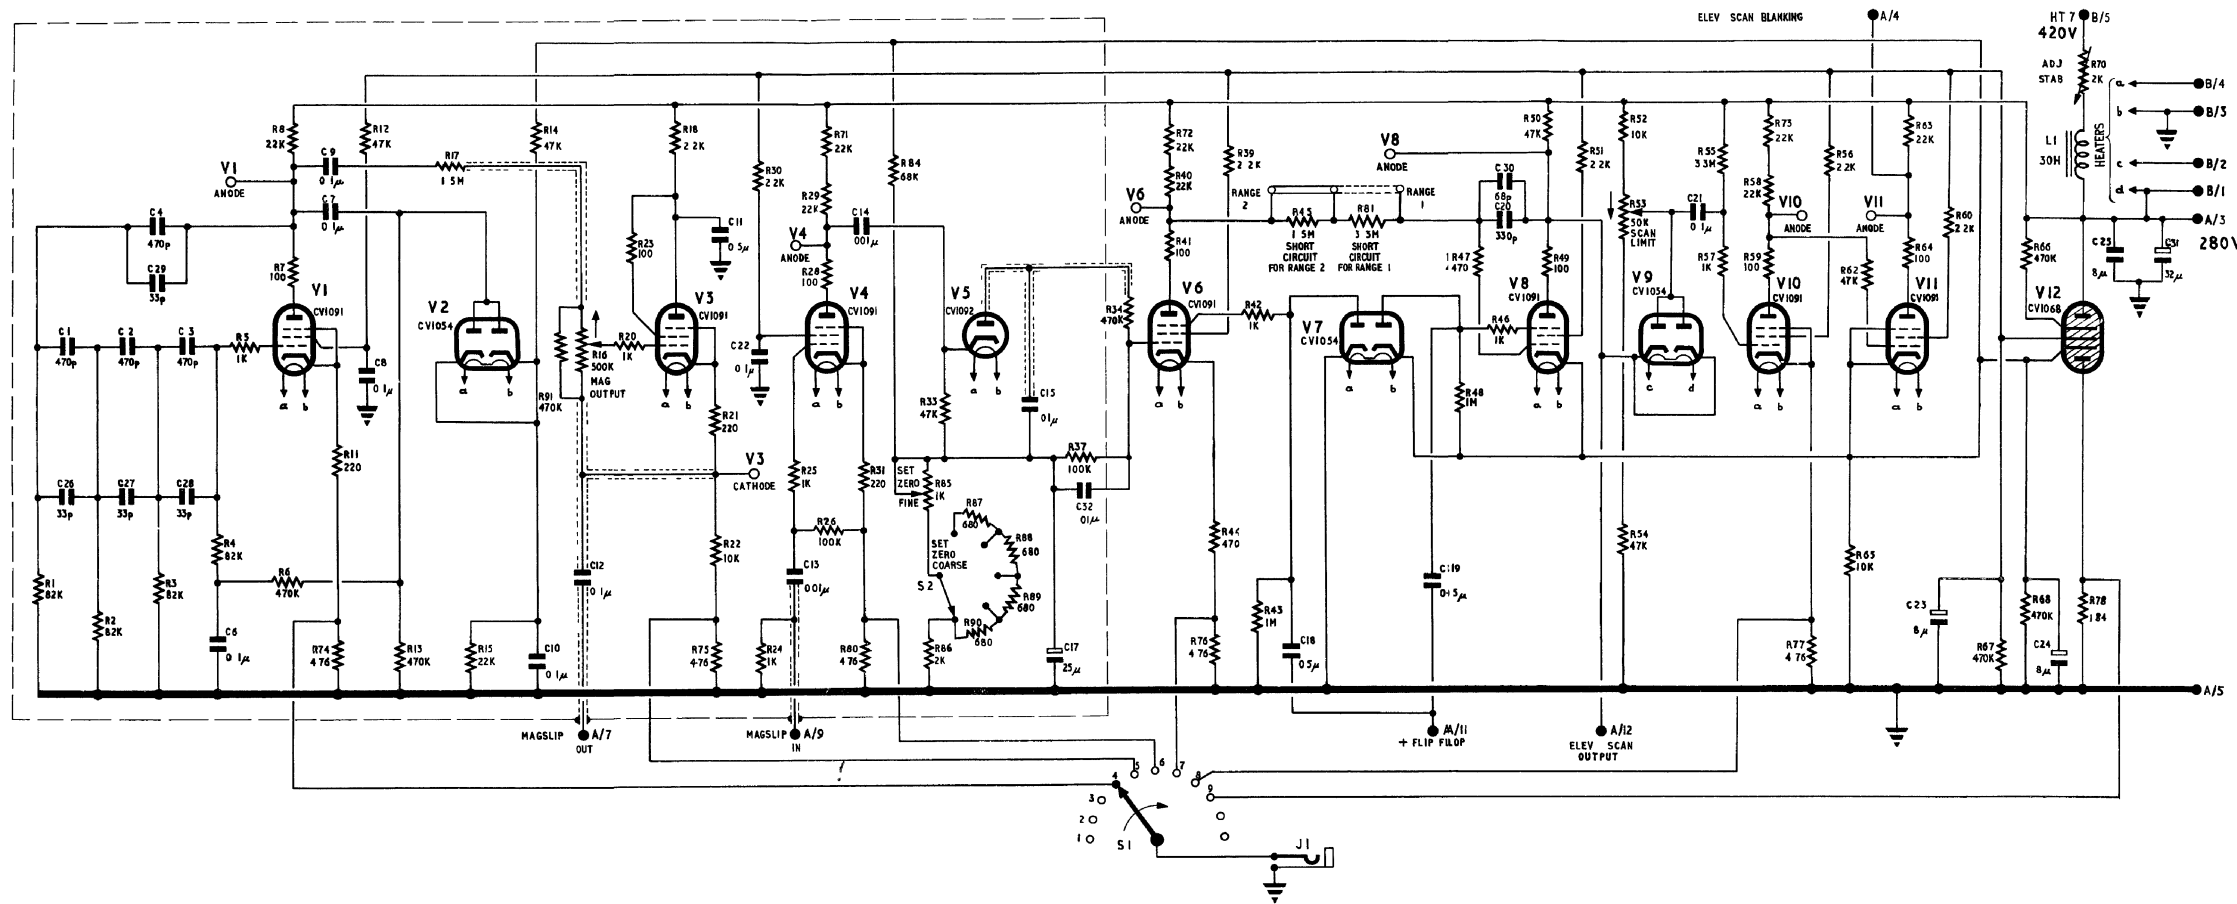 ELEV SCAN BLANKING
A/4
HT 7
B/5
420V
ADJ
STAB
R70
2K
a
B/4
b
B/3
HEATERS
c
B/2
d
B/1
L1
30H
A/3
280V
R8
22K
R12
47K
R14
47K
R18
2 2K
R71
22K
R84
68K
R72
22K
R39
2 2K
R50
47K
R51
2 2K
R52
10K
R55
3 3M
R73
22K
R56
2.2K
R63
22K
V1
ANODE
C 9
0 1μ
R17
1 5M
C 7
0 1μ
C 4
470p
C 29
33p
R7
100
V1
CV1091
V2
CV1054
R23
100
C11
0 5μ
R30
2 2K
R29
22K
C14
001μ
V4
ANODE
R28
100
V3
CV1091
V4
CV1091
V5
CV1092
R34
470K
R40
22K
V6
ANODE
R41
100
V6
CV1091
V8
ANODE
RANGE
2
RANGE
1
R45
1 5M
SHORT
CIRCUIT
FOR RANGE 2
R81
3 3M
SHORT
CIRCUIT
FOR RANGE 1
C 30
68p
C20
330p
R47
470
R49
100
V8
CV1091
R53
50K
SCAN
LIMIT
C21
0 1μ
R57
1K
R58
22K
V10
ANODE
R59
100
V11
ANODE
R62
47K
R64
100
R60
2 2K
V9
CV1054
V10
CV1091
V11
CV1091
R66
470K
C25
8μ
C31
32μ
V12
CV1068
C 1
470p
C 2
470p
C 3
470p
R5
1K
C8
0 1μ
R91
470K
R16
500K
MAG
OUTPUT
R20
1K
C22
0 1μ
R33
47K
C15
01μ
R42
1K
V7
CV1054
R46
1K
R48
1M
a
b
a
b
a
b
a
b
a
b
a
b
a
b
a
b
c
d
a
b
a
b
R21
220
R11
220
V3
CATHODE
R25
1K
R31
220
SET
ZERO
FINE
R85
1K
R37
100K
C32
01μ
C26
33p
C27
33p
C28
33p
R4
82K
R6
470K
R22
10K
C12
0 1μ
R26
100K
C13
001μ
R87
680
R88
680
SET
ZERO
COARSE
S2
R89
680
R90
680
470
R54
47K
R65
10K
R1
82K
R2
82K
R3
82K
C6
0 1μ
R74
4 76
R13
470K
R15
22K
C10
0 1μ
R75
4·76
R24
1K
R80
4 76
R86
2K
C17
25μ
R76
4 76
R43
1M
C18
0 5μ
C19
R77
4 76
C23
8μ
R67
470K
R68
470K
C24
8μ
R78
1 84
A/5
MAGSLIP
A/7
OUT
MAGSLIP
A/9
IN
+ FLIP
A/12
ELEV SCAN
OUTPUT
1
2
3
4
5
6
7
8
9
S1
J1